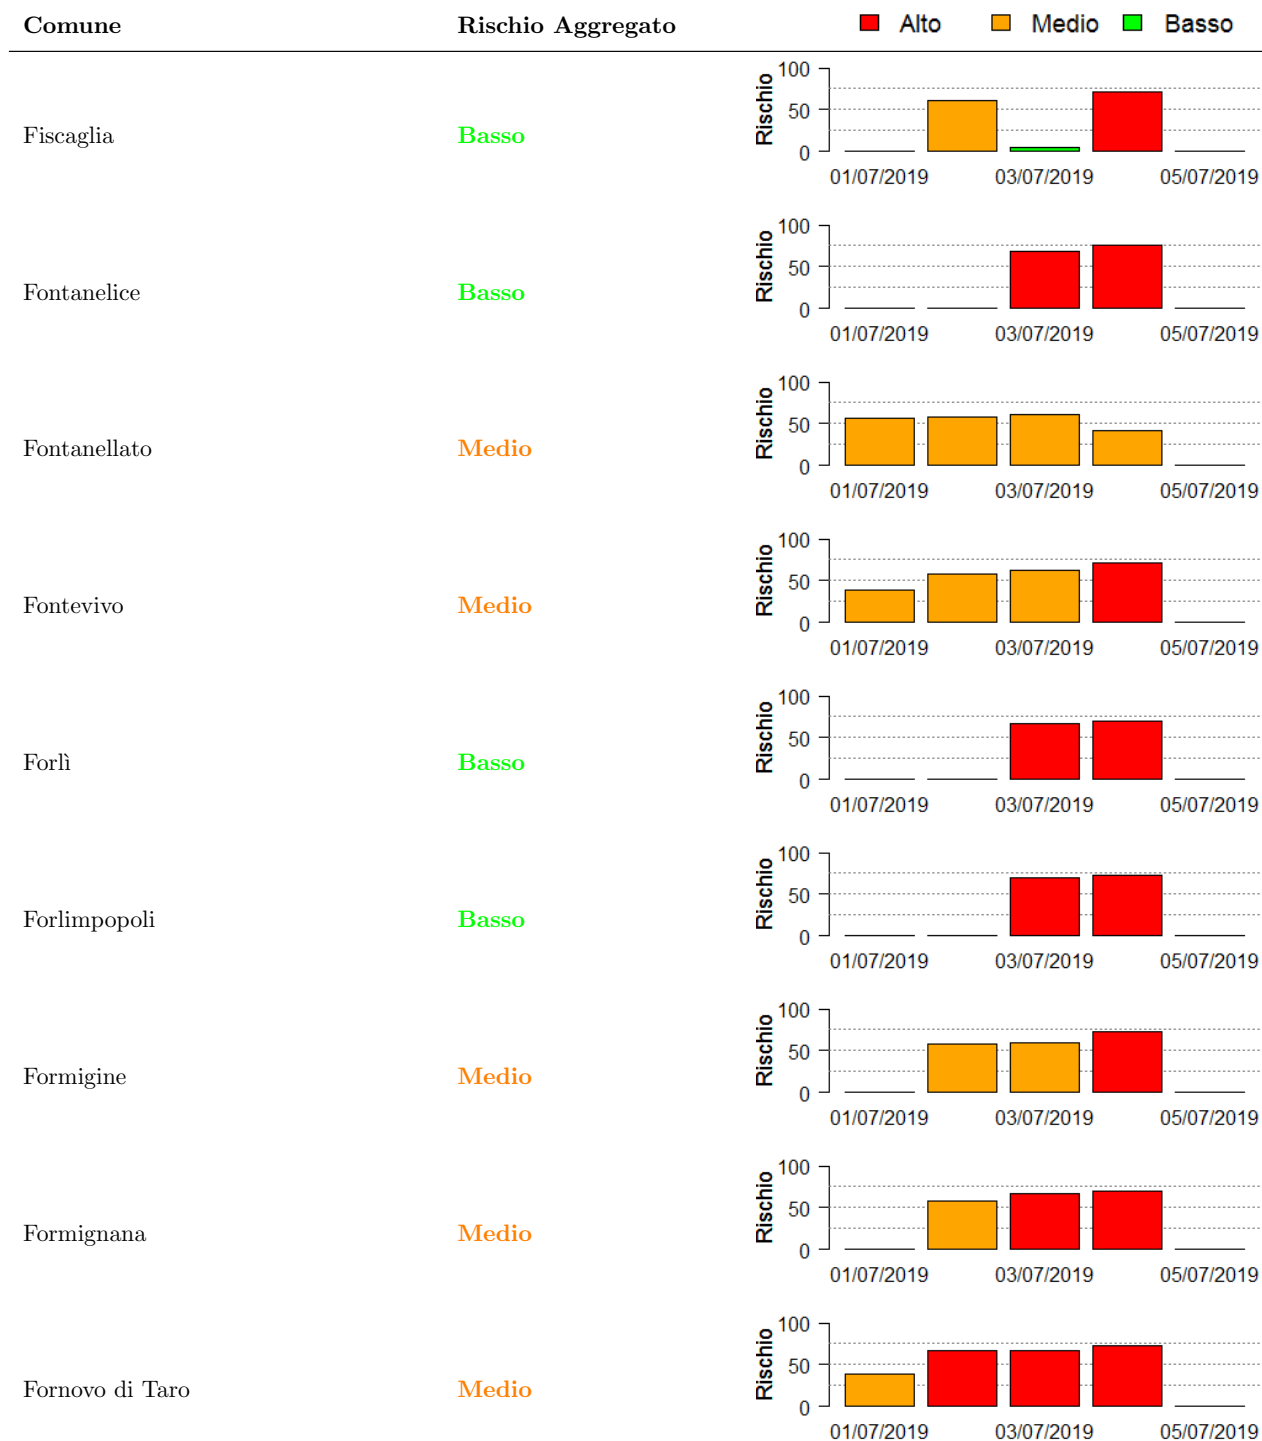 Comune Rischio Aggregato Alto Medio Basso
Fiscaglia Basso Rischio 100 50 0
01/07/2019 03/07/2019 05/07/2019
Fontanelice Basso Rischio 100 50 0
01/07/2019 03/07/2019 05/07/2019
Fontanellato Medio Rischio 100 50 0
01/07/2019 03/07/2019 05/07/2019
Fontevivo Medio Rischio 100 50 0
01/07/2019 03/07/2019 05/07/2019
Forlì Basso Rischio 100 50 0
01/07/2019 03/07/2019 05/07/2019
Forlimpopoli Basso Rischio 100 50 0
01/07/2019 03/07/2019 05/07/2019
Formigine Medio Rischio 100 50 0
01/07/2019 03/07/2019 05/07/2019
Formignana Medio Rischio 100 50 0
01/07/2019 03/07/2019 05/07/2019
Fornovo di Taro Medio Rischio 100 50 0
01/07/2019 03/07/2019 05/07/2019